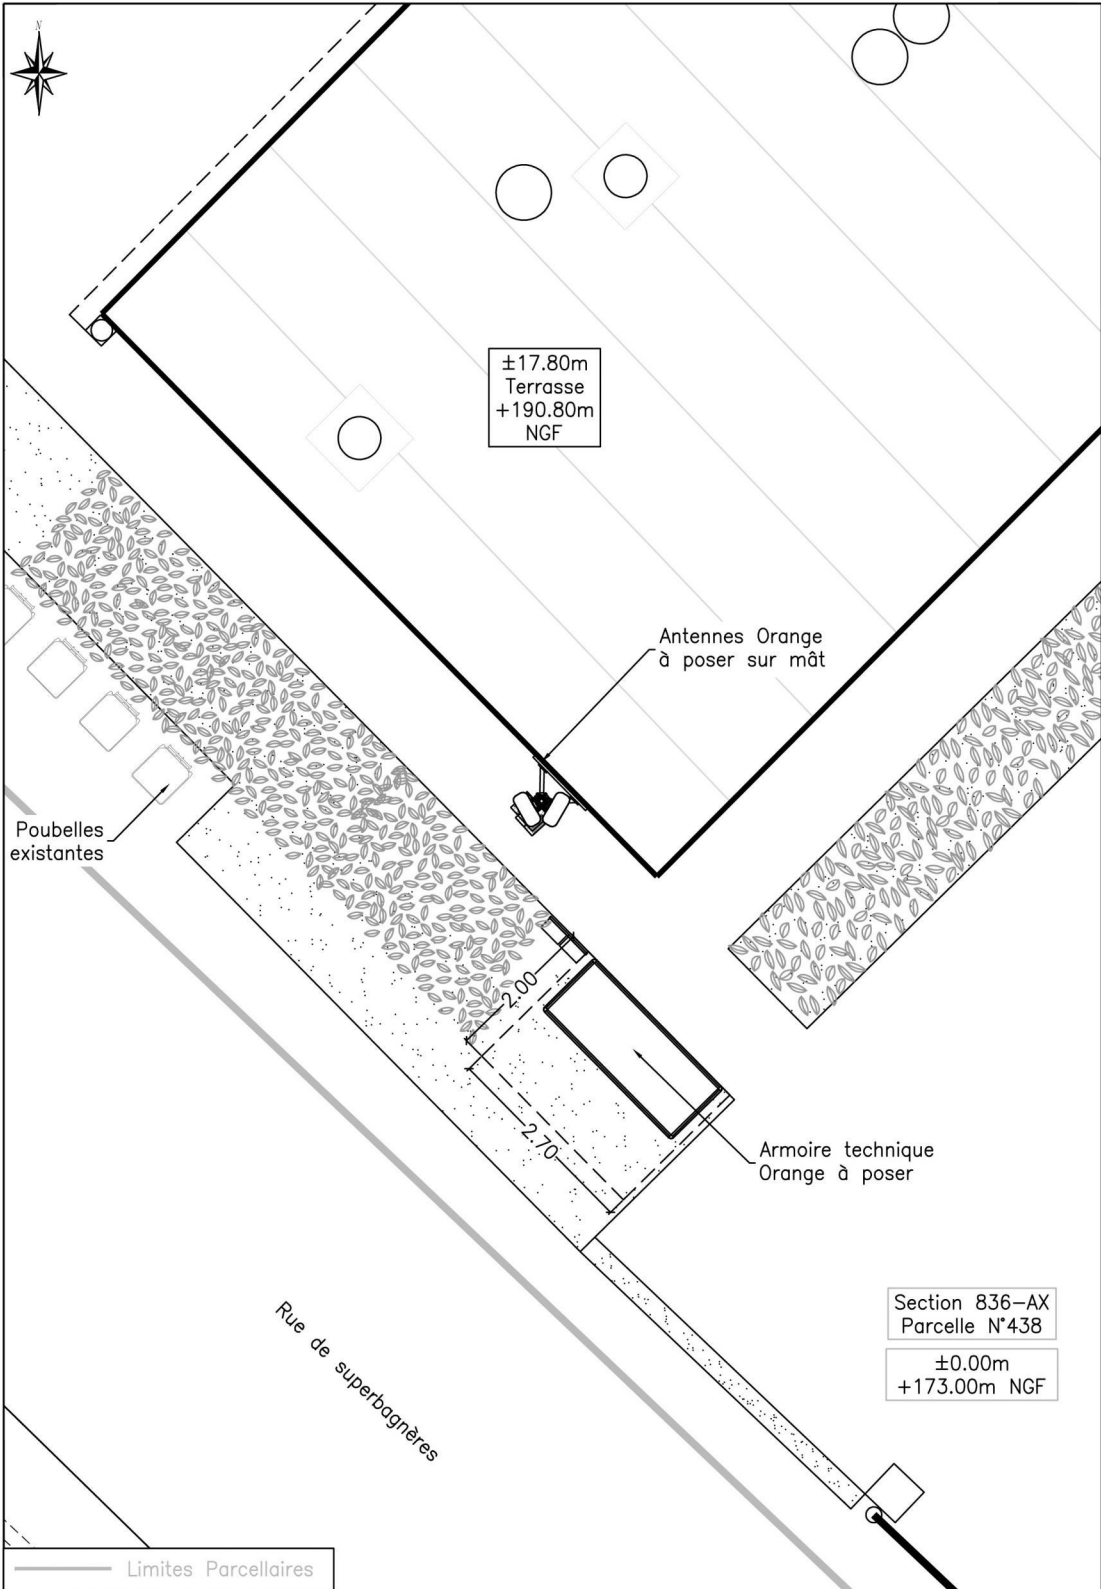 N
±17.80m
Terrasse
+190.80m
NGF
Antennes Orange
à poser sur mât
Poubelles
existantes
2.00
2.70
Armoire technique
Orange à poser
Section 836-AX
Parcelle N°438
±0.00m
+173.00m NGF
Rue de superbagnères
Limites Parcellaires